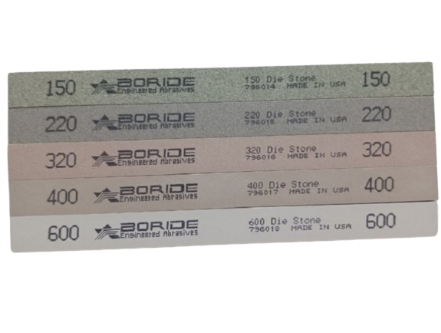 150 BORIDE Engineered Abrasives 150 Die Stone 796014 MADE IN USA 150
220 BORIDE Engineered Abrasives 220 Die Stone 796015 MADE IN USA 220
320 BORIDE Engineered Abrasives 320 Die Stone 796016 MADE IN USA 320
400 BORIDE Engineered Abrasives 400 Die Stone 796017 MADE IN USA 400
600 BORIDE Engineered Abrasives 600 Die Stone 796018 MADE IN USA 600